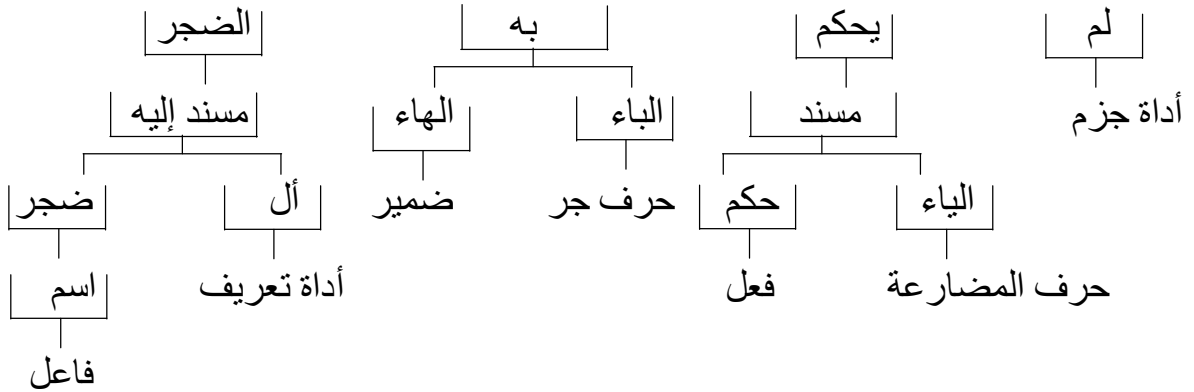 لم يحكم به الضجر
أداة جزم مسند الباء الهاء مسند إليه
الياء حكم حرف جر ضمير أل ضجر
حرف المضارعة فعل أداة تعريف اسم
فاعل